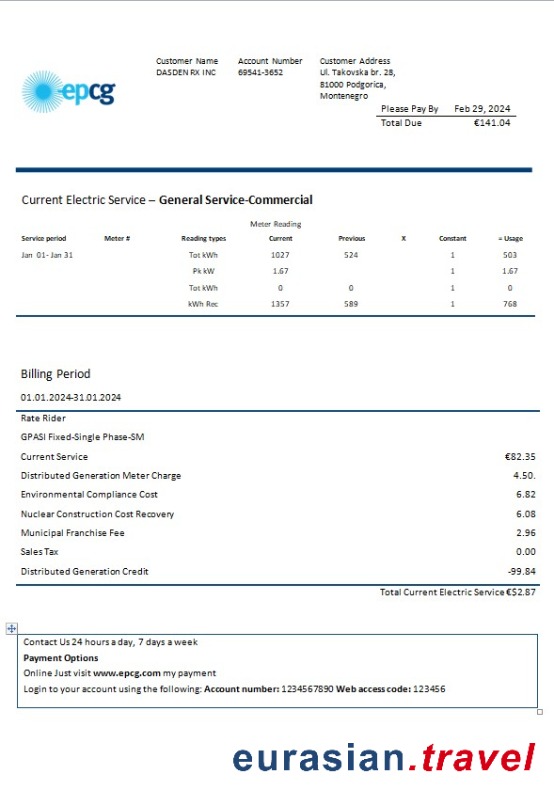 epcg
Customer Name Account Number Customer Address
DASDEN RX INC 69541-3652 Ul. Takovska br. 28,
81000 Podgorica,
Montenegro
Please Pay By Feb 29, 2024
Total Due €141.04
Current Electric Service – General Service-Commercial
Meter Reading
Service period Meter # Reading types Current Previous X Constant = Usage
Jan 01- Jan 31 Tot kWh 1027 524 1 503
Pk kW 1.67 1 1.67
Tot kWh 0 0 1 0
kWh Rec 1357 589 1 768
Billing Period
01.01.2024-31.01.2024
Rate Rider
GPASI Fixed-Single Phase-SM
Current Service €82.35
Distributed Generation Meter Charge 4.50.
Environmental Compliance Cost 6.82
Nuclear Construction Cost Recovery 6.08
Municipal Franchise Fee 2.96
Sales Tax 0.00
Distributed Generation Credit -99.84
Total Current Electric Service €$2.87
Contact Us 24 hours a day, 7 days a week
Payment Options
Online Just visit www.epcg.com my payment
Login to your account using the following: Account number: 1234567890 Web access code: 123456
eurasian.travel